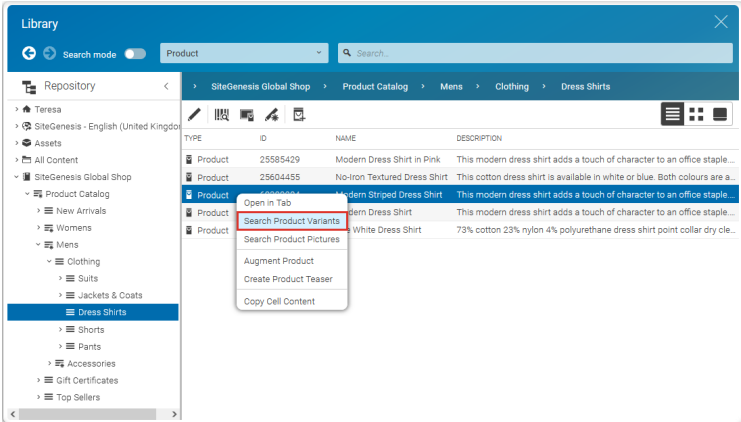 Library
Search mode
Product
Search...
Repository
SiteGenesis Global Shop > Product Catalog > Mens > Clothing > Dress Shirts
Teresa
SiteGenesis - English (United Kingdor
Assets
All Content
SiteGenesis Global Shop
Product Catalog
New Arrivals
Womens
Mens
Clothing
Suits
Jackets & Coats
Dress Shirts
Shorts
Pants
Accessories
Gift Certificates
Top Sellers
TYPE ID NAME DESCRIPTION
Product 25585429 Modern Dress Shirt in Pink This modern dress shirt adds a touch of character to an office staple....
Product 25604455 No-Iron Textured Dress Shirt This cotton dress shirt is available in white or blue. Both colours are a...
Product Modern Striped Dress Shirt This modern dress shirt adds a touch of character to an office staple....
Product dern Dress Shirt This modern dress shirt adds a touch of character to an office staple....
Product White Dress Shirt 73% cotton 23% nylon 4% polyurethane dress shirt point collar dry cle...
Open in Tab
Search Product Variants
Search Product Pictures
Augment Product
Create Product Teaser
Copy Cell Content